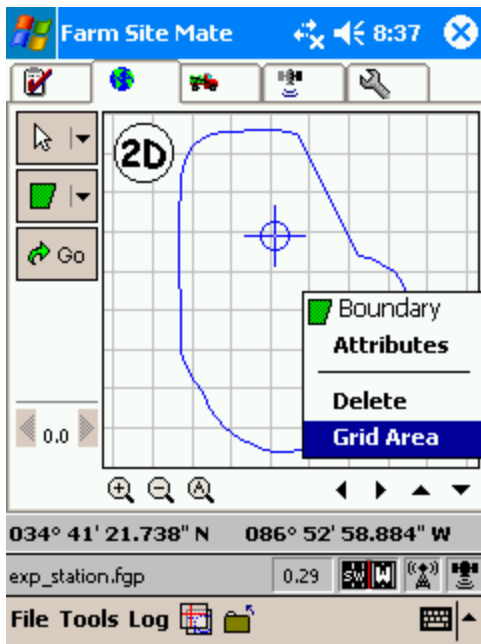 Farm Site Mate 8:37
2D
Go
Boundary
Attributes
Delete
Grid Area
0.0
A
034° 41' 21.738" N 086° 52' 58.884" W
exp_station.fgp 0.29 SW W
File Tools Log